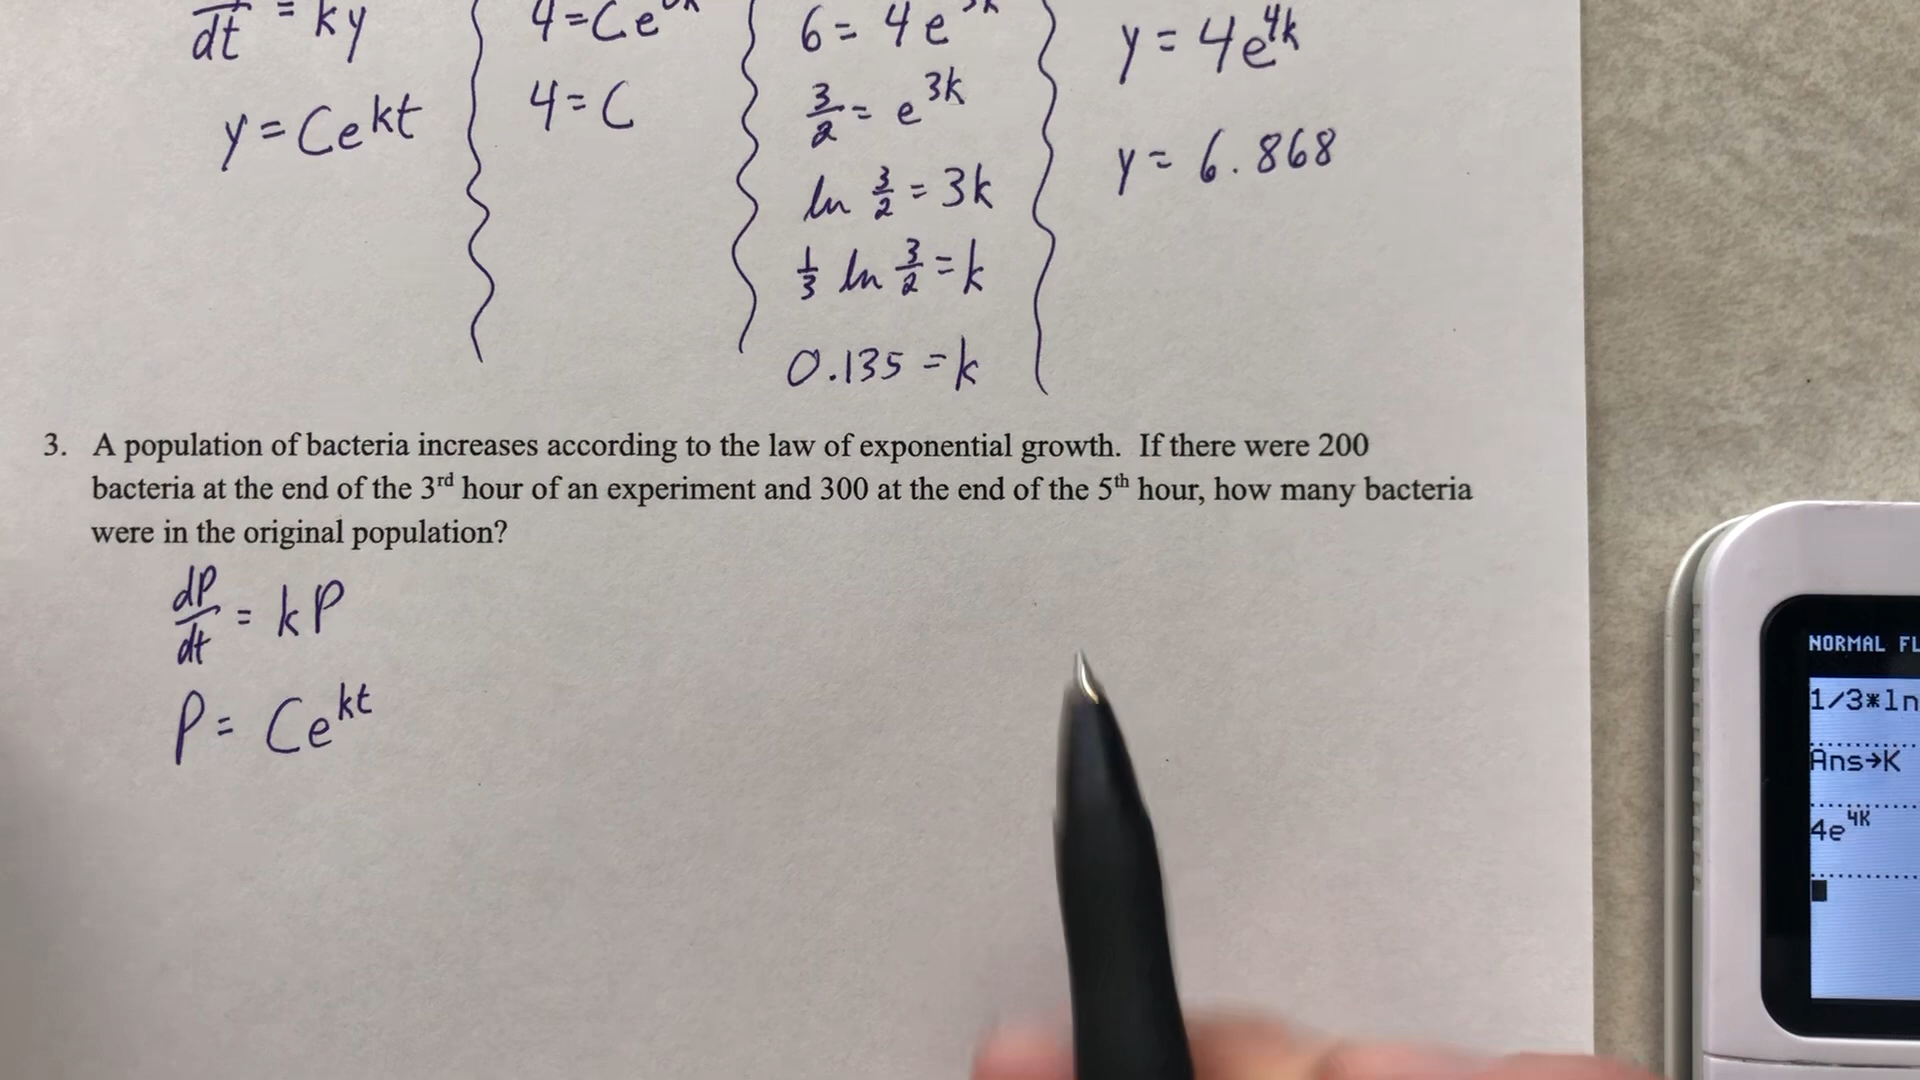 dy/dt = ky
y = Ce^kt
4 = Ce^0k
4 = C
6 = 4e^3k
3/2 = e^3k
ln 3/2 = 3k
1/3 ln 3/2 = k
0.135 = k
y = 4e^4k
y = 6.868
3. A population of bacteria increases according to the law of exponential growth. If there were 200
bacteria at the end of the 3rd hour of an experiment and 300 at the end of the 5th hour, how many bacteria
were in the original population?
dP/dt = kP
P = Ce^kt
NORMAL FL
1/3*ln
Ans→K
4e^4K